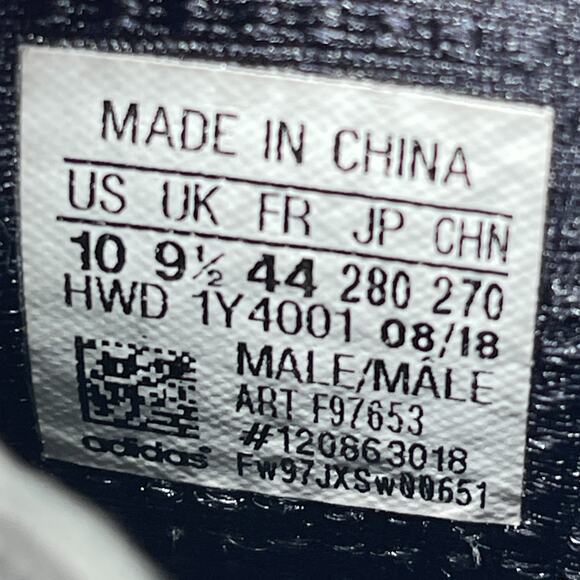 MADE IN CHINA
US UK FR JP CHN
10 9½ 44 280 270
HWD 1Y4001 08/18
MALE/MÂLE
ART F97653
#120863018
adidas FW97JXSW00651